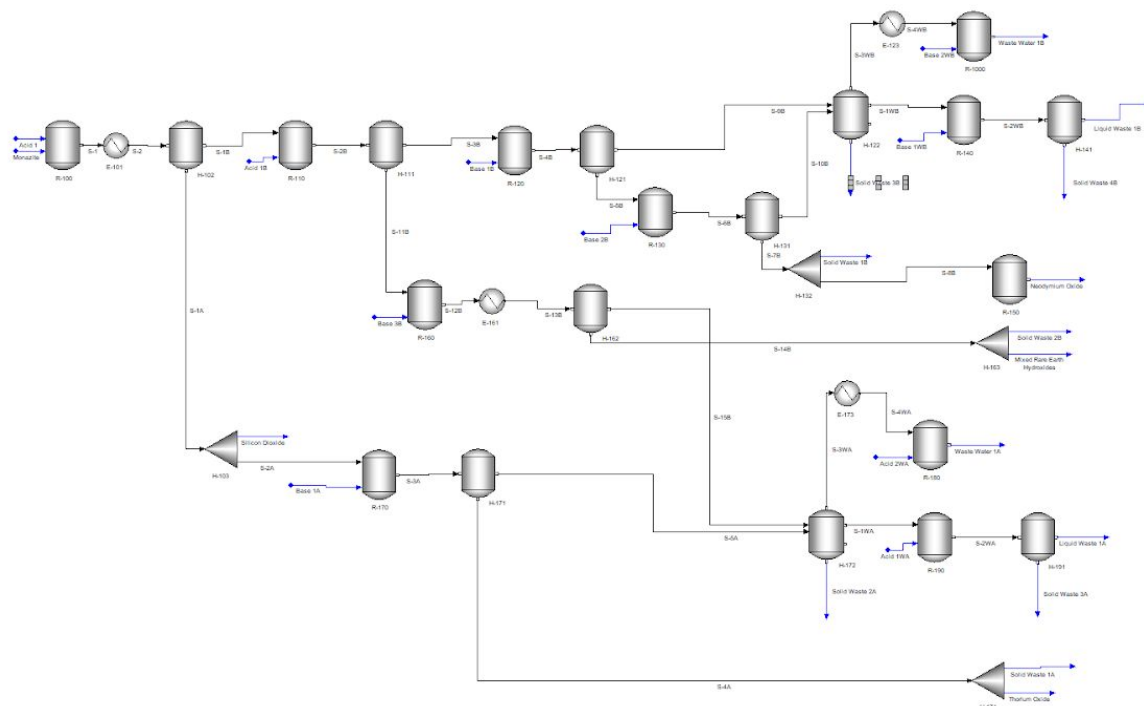 S-4WB
E-123
S-3WB
Base 2WB
Waste Water 1B
R-1000
Acid 1
Monazite
R-100
S-1
E-101
S-2
H-102
S-1B
Acid 1B
R-110
S-2B
H-111
S-3B
Base 1B
R-120
S-4B
H-121
S-9B
S-10B
H-122
S-1WB
Base 1WB
R-140
S-2WB
H-141
Liquid Waste 1B
Solid Waste 4B
Solid Waste 3B
S-5B
Base 2B
R-130
S-6B
H-131
S-7B
Solid Waste 1B
H-132
S-8B
R-150
Neodymium Oxide
S-11B
Base 3B
R-160
S-12B
E-161
S-13B
H-162
S-14B
Solid Waste 2B
Mixed Rare Earth
Hydroxides
H-163
S-1A
S-15B
E-173
S-4WA
S-3WA
Acid 2WA
R-180
Waste Water 1A
Silicon Dioxide
H-103
S-2A
Base 1A
R-170
S-3A
H-171
S-5A
H-172
S-1WA
Acid 1WA
R-190
S-2WA
H-191
Liquid Waste 1A
Solid Waste 2A
Solid Waste 3A
S-4A
Solid Waste 1A
Thorium Oxide